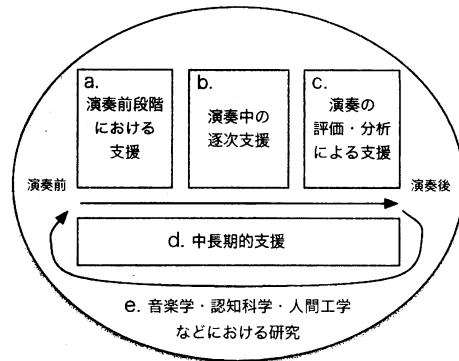 a.
演奏前段階
における
支援
b.
演奏中の
逐次支援
c.
演奏の
評価・分析
による支援
演奏前
演奏後
d. 中長期的支援
e. 音楽学・認知科学・人間工学
などにおける研究